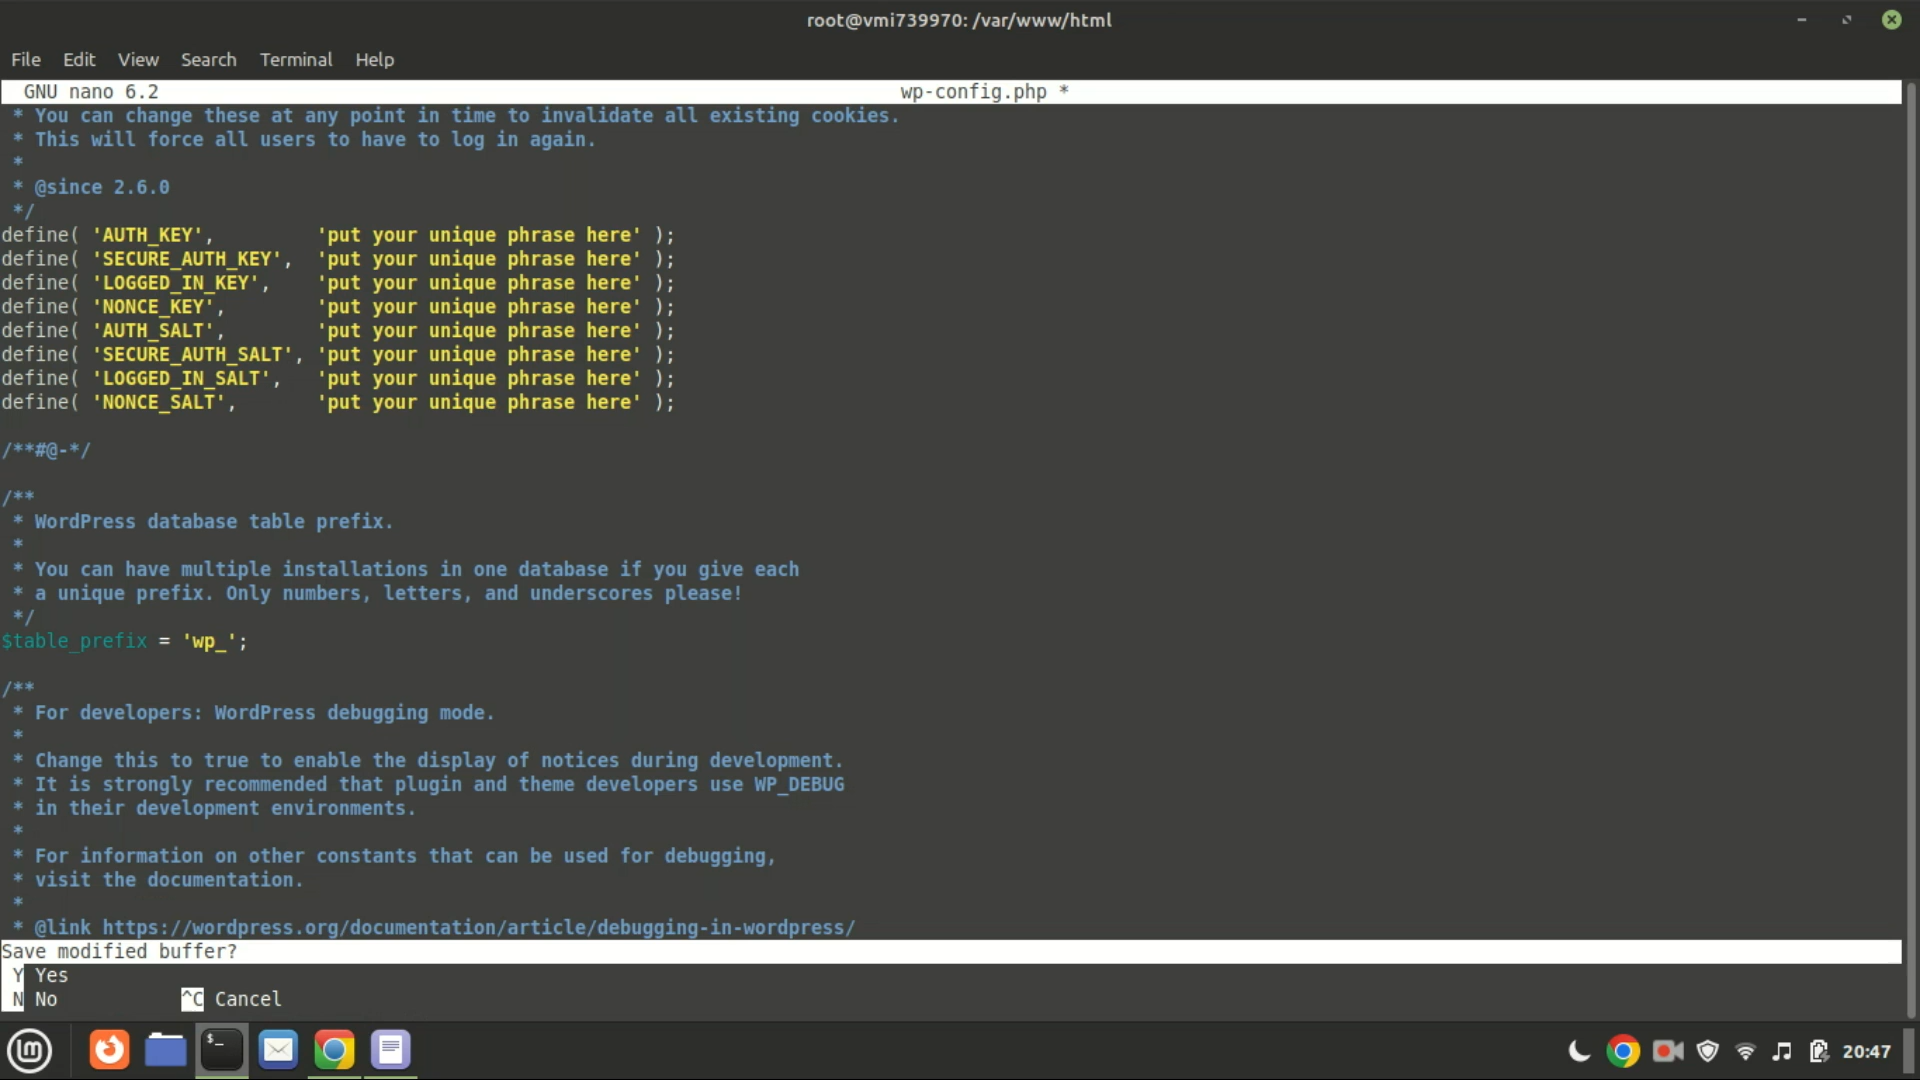 root@vmi739970: /var/www/html
File Edit View Search Terminal Help
GNU nano 6.2 wp-config.php *
* You can change these at any point in time to invalidate all existing cookies.
* This will force all users to have to log in again.
*
* @since 2.6.0
*/
define( 'AUTH_KEY',         'put your unique phrase here' );
define( 'SECURE_AUTH_KEY',  'put your unique phrase here' );
define( 'LOGGED_IN_KEY',    'put your unique phrase here' );
define( 'NONCE_KEY',        'put your unique phrase here' );
define( 'AUTH_SALT',        'put your unique phrase here' );
define( 'SECURE_AUTH_SALT', 'put your unique phrase here' );
define( 'LOGGED_IN_SALT',   'put your unique phrase here' );
define( 'NONCE_SALT',       'put your unique phrase here' );
/**#@-*/
/**
* WordPress database table prefix.
*
* You can have multiple installations in one database if you give each
* a unique prefix. Only numbers, letters, and underscores please!
*/
$table_prefix = 'wp_';
/**
* For developers: WordPress debugging mode.
*
* Change this to true to enable the display of notices during development.
* It is strongly recommended that plugin and theme developers use WP_DEBUG
* in their development environments.
*
* For information on other constants that can be used for debugging,
* visit the documentation.
*
* @link https://wordpress.org/documentation/article/debugging-in-wordpress/
Save modified buffer?
Y Yes
N No ^C Cancel
$_
20:47